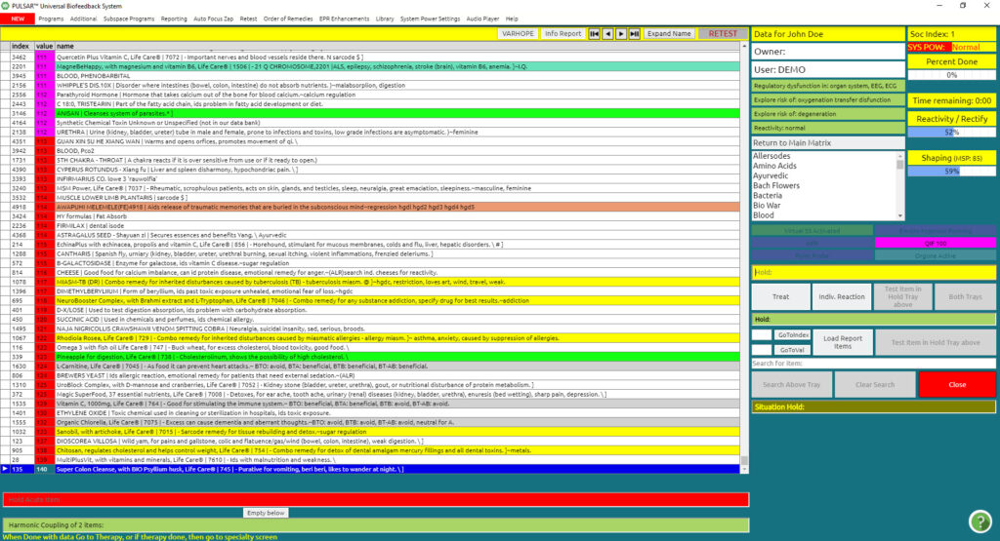 PULSAR™ Universal Biofeedback System
NEW Programs Additional Subspace Programs Reporting Auto Focus Zap Retest Order of Remedies EPR Enhancements Library System Power Settings Audio Player Help
VARHOPE Info Report Expand Name RETEST
index value name
3462 111 Quercetin Plus Vitamin C, Life Care® | 7072 | - Important nerves and blood vessels reside there. N sarcode $ ]
2201 111 MagneBeHappy, with magnesium and vitamin B6, Life Care® | 1506 | - 21 Q CHROMOSOME,2201 |ALS, epilepsy, schizophrenia, stroke (brain), vitamin B6, anemia. ]~I.Q.
3945 111 BLOOD, PHENOBARBITAL
2156 111 WHIPPLE'S DIS.10X | Disorder where intestines (bowel, colon, intestine) do not absorb nutrients. ]~malabsorption, digestion
2556 112 Parathyroid Hormone | Hormone that takes calcium out of the bone for blood calcium.~calcium regulation
2443 112 C 18:0, TRISTEARIN | Part of the fatty acid chain, ids problem in fatty acid development or diet.
3146 112 ANISAN | Cleanses system of parasites.* ]
4164 112 Synthetic Chemical Toxin Unknown or Unspecified (not in our data bank)
2138 112 URETHRA | Urine (kidney, bladder, ureter) tube in male and female, prone to infections and toxins, low grade infections are asymptomatic. ]~feminine
4351 113 GUAN XIN SU HE XIANG WAN | Warms and opens orifices, promotes movement of qi. \
3942 113 BLOOD, Pco2
1731 113 5TH CHAKRA - THROAT | A chakra reacts if it is over sensitive from use or if it ready to open.]
4390 113 CYPERUS ROTUNDUS - Xiang fu | Liver and spleen disharmony, hypochondriac pain. \ ]
3393 113 INFIRMARIUS CO. lowe 3 'rauwolfia'
3240 113 MSM Power, Life Care® | 7037 | - Rheumatic, scrophulous patients, acts on skin, glands, and testicles, sleep, neuralgia, great emaciation, sleepiness.~masculine, feminine
3532 114 MUSCLE LOWER LIMB PLANTARIS | sarcode $ ]
4918 114 AWAPUHI MELEMELE(FE)4918 | Aids release of traumatic memories that are buried in the subconscious mind~regression hgdl hgd2 hgd3 hgd4 hgd5
3424 114 HY formulas | Fat Absorb
2236 114 FIRMILAX | dental isode
4368 114 ASTRAGALUS SEED - Shayuan zi | Secures essences and benefits Yang. \ Ayurvedic
215 114 EchinaPlus with echinacea, propolis and vitamin C, Life Care® | 856 | - Horehound, stimulant for mucous membranes, colds and flu, liver, hepatic disorders. \ # ]
1288 115 CANTHARIS | Spanish fly, urniary (kidney, bladder, ureter, urethral burning, sexual itching, violent inflammations, frenzied deleriums. ]
572 115 B-GALACTOSIDASE | Enzyme for galactose, ids vitamin C disease.~sugar regulation
814 116 CHEESE | Good food for calcium imbalance, can id protein disease, emotional remedy for anger.~(ALR)search ind. cheeses for reactivity.
1078 117 MIASM-TB (DR) | Combo remedy for inherited disturbances caused by tuberculosis (TB) - tuberculosis miasm. @ ]~hgdc, restriction, loves art, wind, travel, weak.
1396 117 DIMETHYLBERYLLIUM | Form of beryllium, ids past toxic exposure unhealed, emotional fear of loss.~hgdc
695 118 NeuroBooster Complex, with Brahmi extract and L-Tryptophan, Life Care® | 7046 | - Combo remedy for any substance addiction, specify drug for best results.~addiction
401 119 D-X/LOSE | Used to test digestion disorders, ids problem with carbohydrate absorption.
450 120 SUCCINIC ACID | Used in chemicals and perfumes, ids chemical allergy.
1495 121 NAJA NIGRICOLLIS CRAWSHAWII VENOM SPITTING COBRA | Neuralgia, suicidal insanity, sad, serious, broods.
1067 122 Rhodiola Rosea, Life Care® | 729 | - Combo remedy for inherited disturbances caused by miasmatic allergies - allergy miasm. ]~ asthma, anxiety, caused by suppression of allergies.
116 122 Omega 3 with fish oil Life Care® | 747 | - Buck wheat, for excess cholesterol, blood toxicity, good food. \
339 123 Pineapple for digestion, Life Care® | 738 | - Cholesterolinum, shows the possibility of high cholesterol. \
1630 124 L-Carnitine, Life Care® | 7045 | - As food it can prevent heart attacks.~BTO: avoid, BTA: beneficial, BTB: beneficial, BT-AB: beneficial.
806 124 BREWERS YEAST | Ids allergic reaction, emotional remedy for patients that need external sedation.~(ALR)
1310 125 UroBlock Complex, with D-mannose and cranberries, Life Care® | 7052 | - Kidney stone (bladder, ureter, urethra), gout, or nutritional disturbance of protein metabolism. ]
372 125 Magic SuperFood, 37 essential nutrients, Life Care® | 7008 | - Detoxes, for ear ache, tooth ache, urinary (renal) diseases (kidney, bladder, ureter, urethra), enuresis (bed wetting), sharp pain, depression. \ ]
1535 129 Vitamin C, 1000mg, Life Care® | 764 | - Good for stimulating the immune system.~ BTO: beneficial, BTA: beneficial, BTB: avoid, BT-AB: avoid.
1401 130 ETHYLENE OXIDE | Toxic chemical used in cleaning or sterilization in hospitals, ids toxic exposure.
1555 132 Organic Chlorella, Life Care® | 7075 | - Excess can cause dementia and aberrant thoughts.~BTO: avoid, BTB: avoid, BT-AB: avoid, neutral for A.
1032 133 Sanobil, with artichoke, Life Care® | 7015 | - Sarcode remedy for tissue rebuilding and detox.~sugar regulation
123 137 DIOSCOREA VILLOSA | Wild yam, for pains and gallstone, colic and flatuence/gas/wind (bowel, colon, intestine), weak digestion. \ ]
905 138 Chitosan, regulates cholesterol and helps control weight, Life Care® | 754 | - Combo remedy for detox of dental amalgam mercury fillings and all dental toxins. ]~metals.
28 139 MultiPlusVit, with vitamins and minerals, Life Care® | 7610 | - Ids with malnutrition and weakness. \
135 140 Super Colon Cleanse, with BIO Psyllium husk, Life Care® | 745 | - Purative for vomiting, beri beri, likes to wander at night. \ ]
Hold Acute Item
Empty below
Harmonic Coupling of 2 items:
When Done with data Go to Therapy, or if therapy done, then go to specialty screen
Data for John Doe
Owner:
User: DEMO
Regulatory dysfunction in: organ system, EEG, ECG
Explore risk of: oxygenation transfer disfunction
Explore risk of: degeneration
Reactivity: normal
Return to Main Matrix
Allersodes
Amino Acids
Ayurvedic
Bach Flowers
Bacteria
Bio War
Blood
Soc Index: 1
SYS POW: Normal
Percent Done
0%
Time remaining: 0:00
Reactivity / Rectify
52%
Shaping (MSP: 85)
59%
Virtual S3 Activated
QIF 100
Orgone Active
Hold:
Treat
Indiv. Reaction
Test Item in Hold Tray above
Both Trays
Hold:
GoToIndex
GoToVal
Load Report Items
Test Item in Hold Tray above
Search for Item:
Search Above Tray
Clear Search
Close
Situation Hold:
?